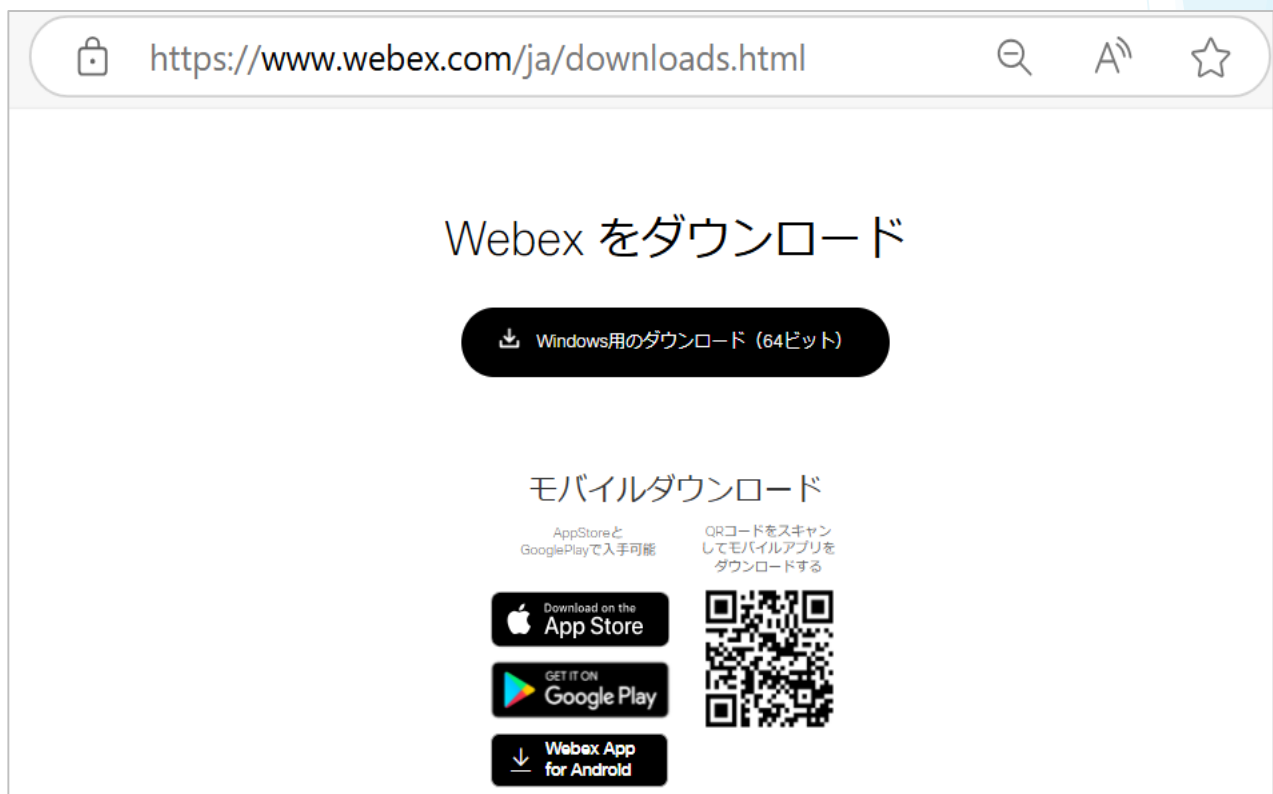 https://www.webex.com/ja/downloads.html
Webex をダウンロード
Windows用のダウンロード（64ビット）
モバイルダウンロード
AppStoreと
GooglePlayで入手可能
QRコードをスキャン
してモバイルアプリを
ダウンロードする
Download on the
App Store
GET IT ON
Google Play
Webex App
for Android